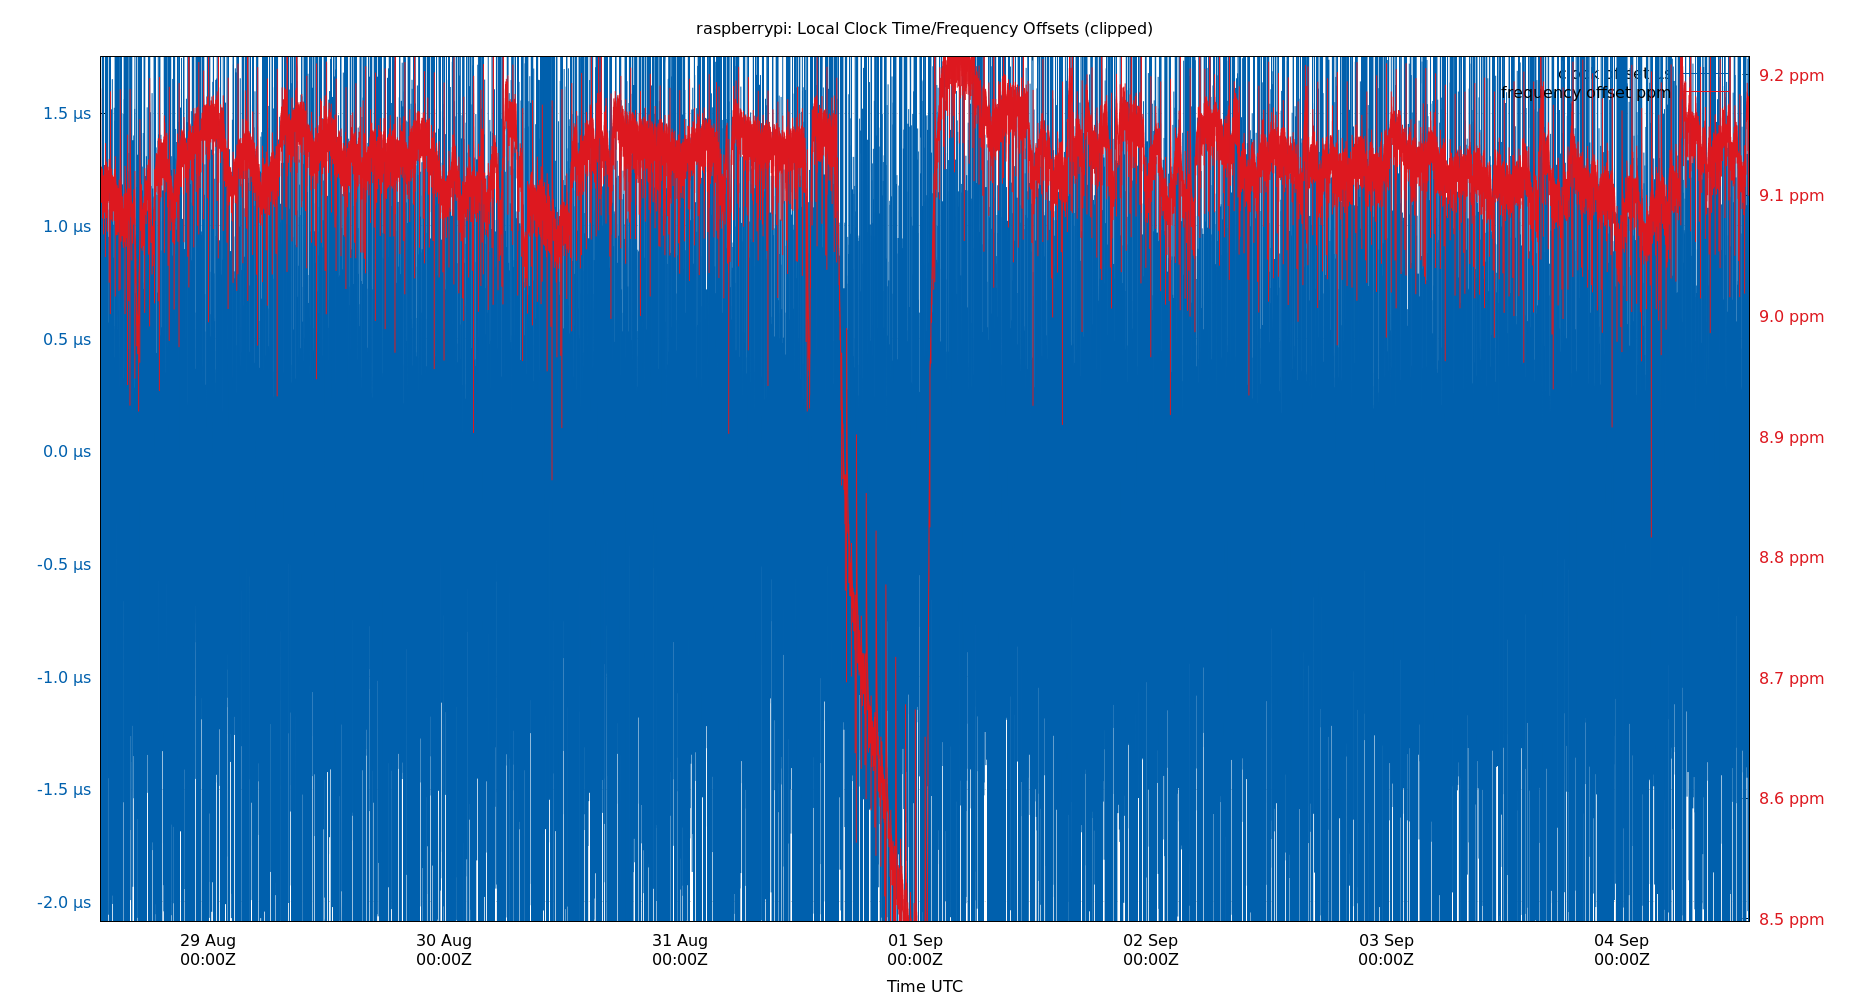 raspberrypi: Local Clock Time/Frequency Offsets (clipped)
clock offset μs
frequency offset ppm
1.5 μs
1.0 μs
0.5 μs
0.0 μs
-0.5 μs
-1.0 μs
-1.5 μs
-2.0 μs
9.2 ppm
9.1 ppm
9.0 ppm
8.9 ppm
8.8 ppm
8.7 ppm
8.6 ppm
8.5 ppm
29 Aug
00:00Z
30 Aug
00:00Z
31 Aug
00:00Z
01 Sep
00:00Z
02 Sep
00:00Z
03 Sep
00:00Z
04 Sep
00:00Z
Time UTC